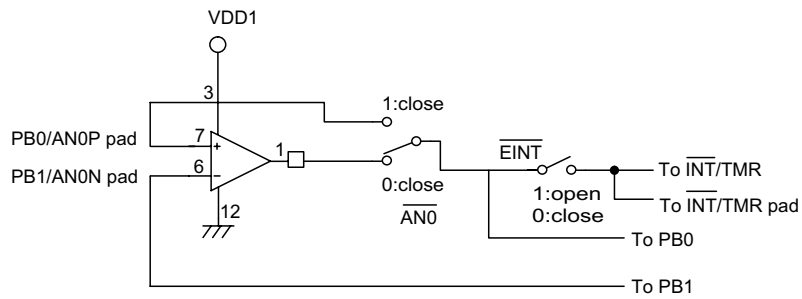 VDD1
3
1:close
PB0/AN0P pad
7
+
1
EINT
PB1/AN0N pad
6
−
0:close
To INT/TMR
1:open
12
AN0
0:close
To INT/TMR pad
To PB0
To PB1